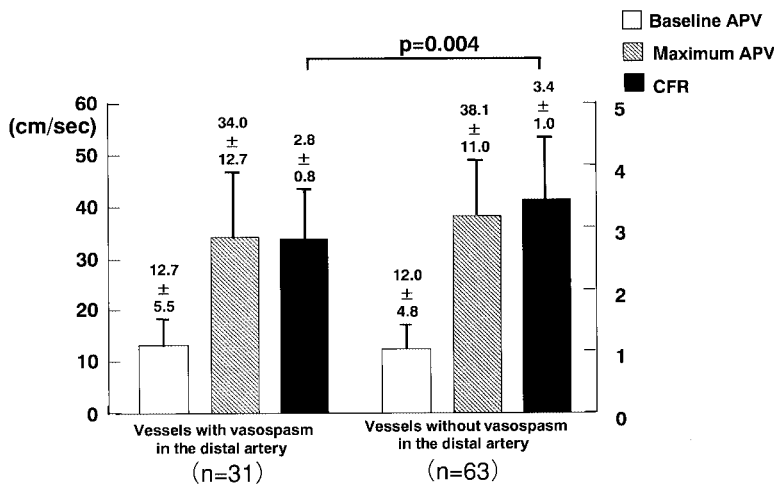 p=0.004
Baseline APV
Maximum APV
CFR
(cm/sec)
60
50
40
30
20
10
0
12.7
±
5.5
34.0
±
12.7
2.8
±
0.8
12.0
±
4.8
38.1
±
11.0
3.4
±
1.0
5
4
3
2
1
0
Vessels with vasospasm
in the distal artery
(n=31)
Vessels without vasospasm
in the distal artery
(n=63)